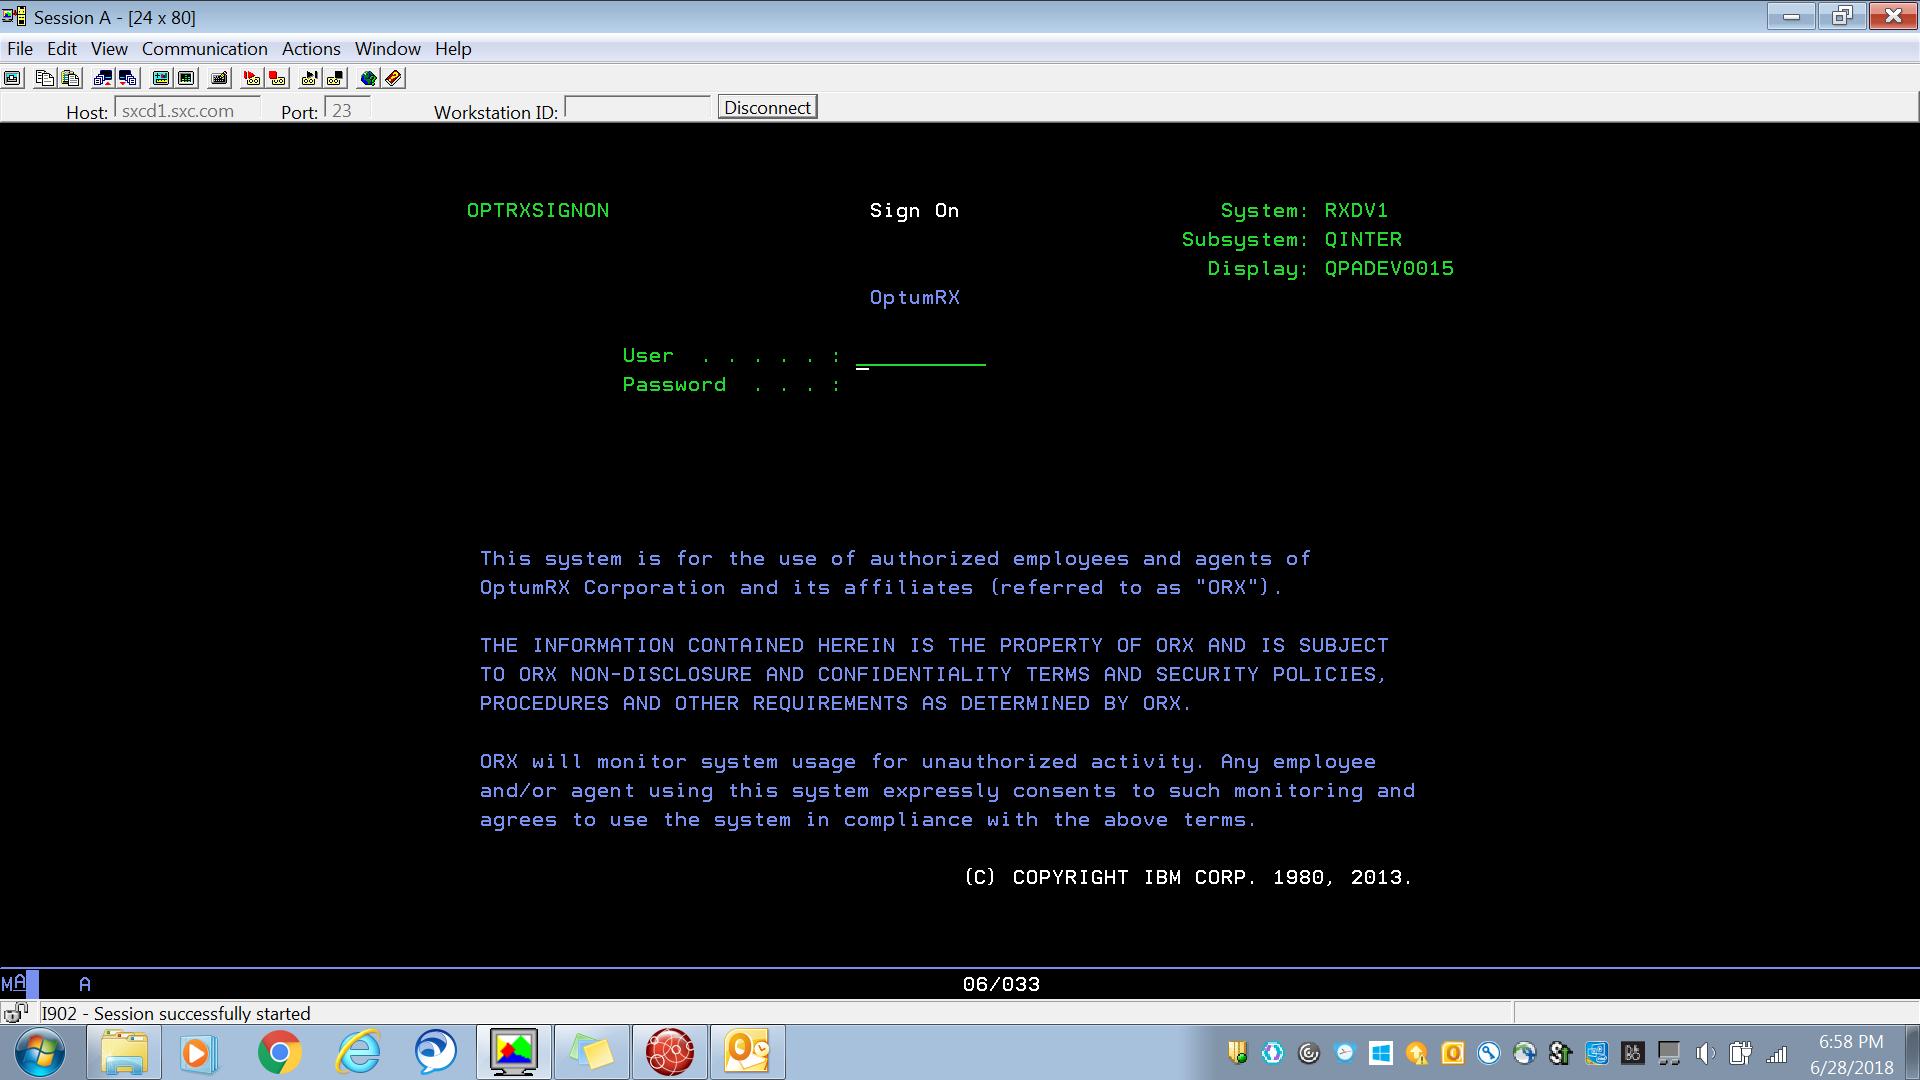 Session A - [24 x 80]
File Edit View Communication Actions Window Help
Host: sxcd1.sxc.com Port: 23 Workstation ID: Disconnect
OPTRXSIGNON Sign On System: RXDV1
Subsystem: QINTER
Display: QPADEV0015
OptumRX
User . . . . . :
Password . . . :
This system is for the use of authorized employees and agents of
OptumRX Corporation and its affiliates (referred to as "ORX").
THE INFORMATION CONTAINED HEREIN IS THE PROPERTY OF ORX AND IS SUBJECT
TO ORX NON-DISCLOSURE AND CONFIDENTIALITY TERMS AND SECURITY POLICIES,
PROCEDURES AND OTHER REQUIREMENTS AS DETERMINED BY ORX.
ORX will monitor system usage for unauthorized activity. Any employee
and/or agent using this system expressly consents to such monitoring and
agrees to use the system in compliance with the above terms.
(C) COPYRIGHT IBM CORP. 1980, 2013.
MA A 06/033
I902 - Session successfully started
6:58 PM
6/28/2018